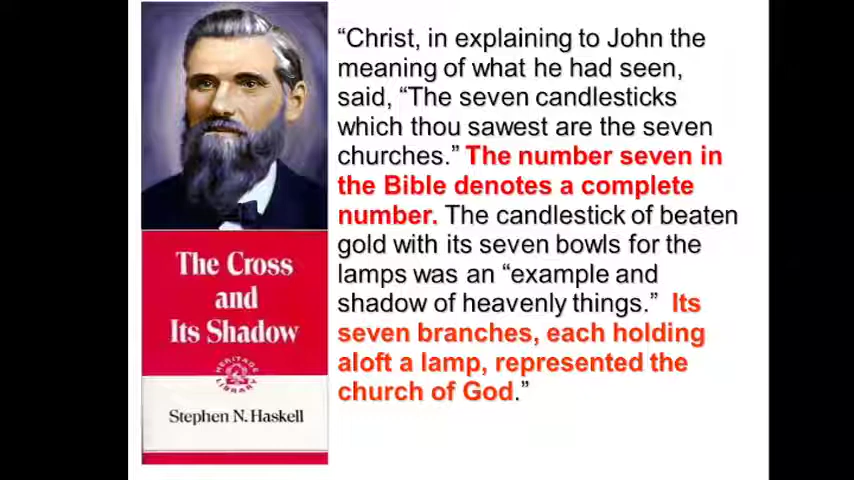 “Christ, in explaining to John the
meaning of what he had seen,
said, “The seven candlesticks
which thou sawest are the seven
churches.” The number seven in
the Bible denotes a complete
number. The candlestick of beaten
gold with its seven bowls for the
lamps was an “example and
shadow of heavenly things.” Its
seven branches, each holding
aloft a lamp, represented the
church of God.”
The Cross
and
Its Shadow
HERITAGE
LIBRARY
Stephen N. Haskell